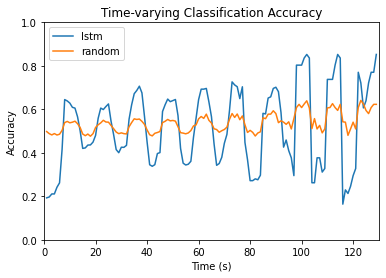 Time-varying Classification Accuracy
lstm
random
Accuracy
1.0
0.8
0.6
0.4
0.2
0.0
0 20 40 60 80 100 120
Time (s)